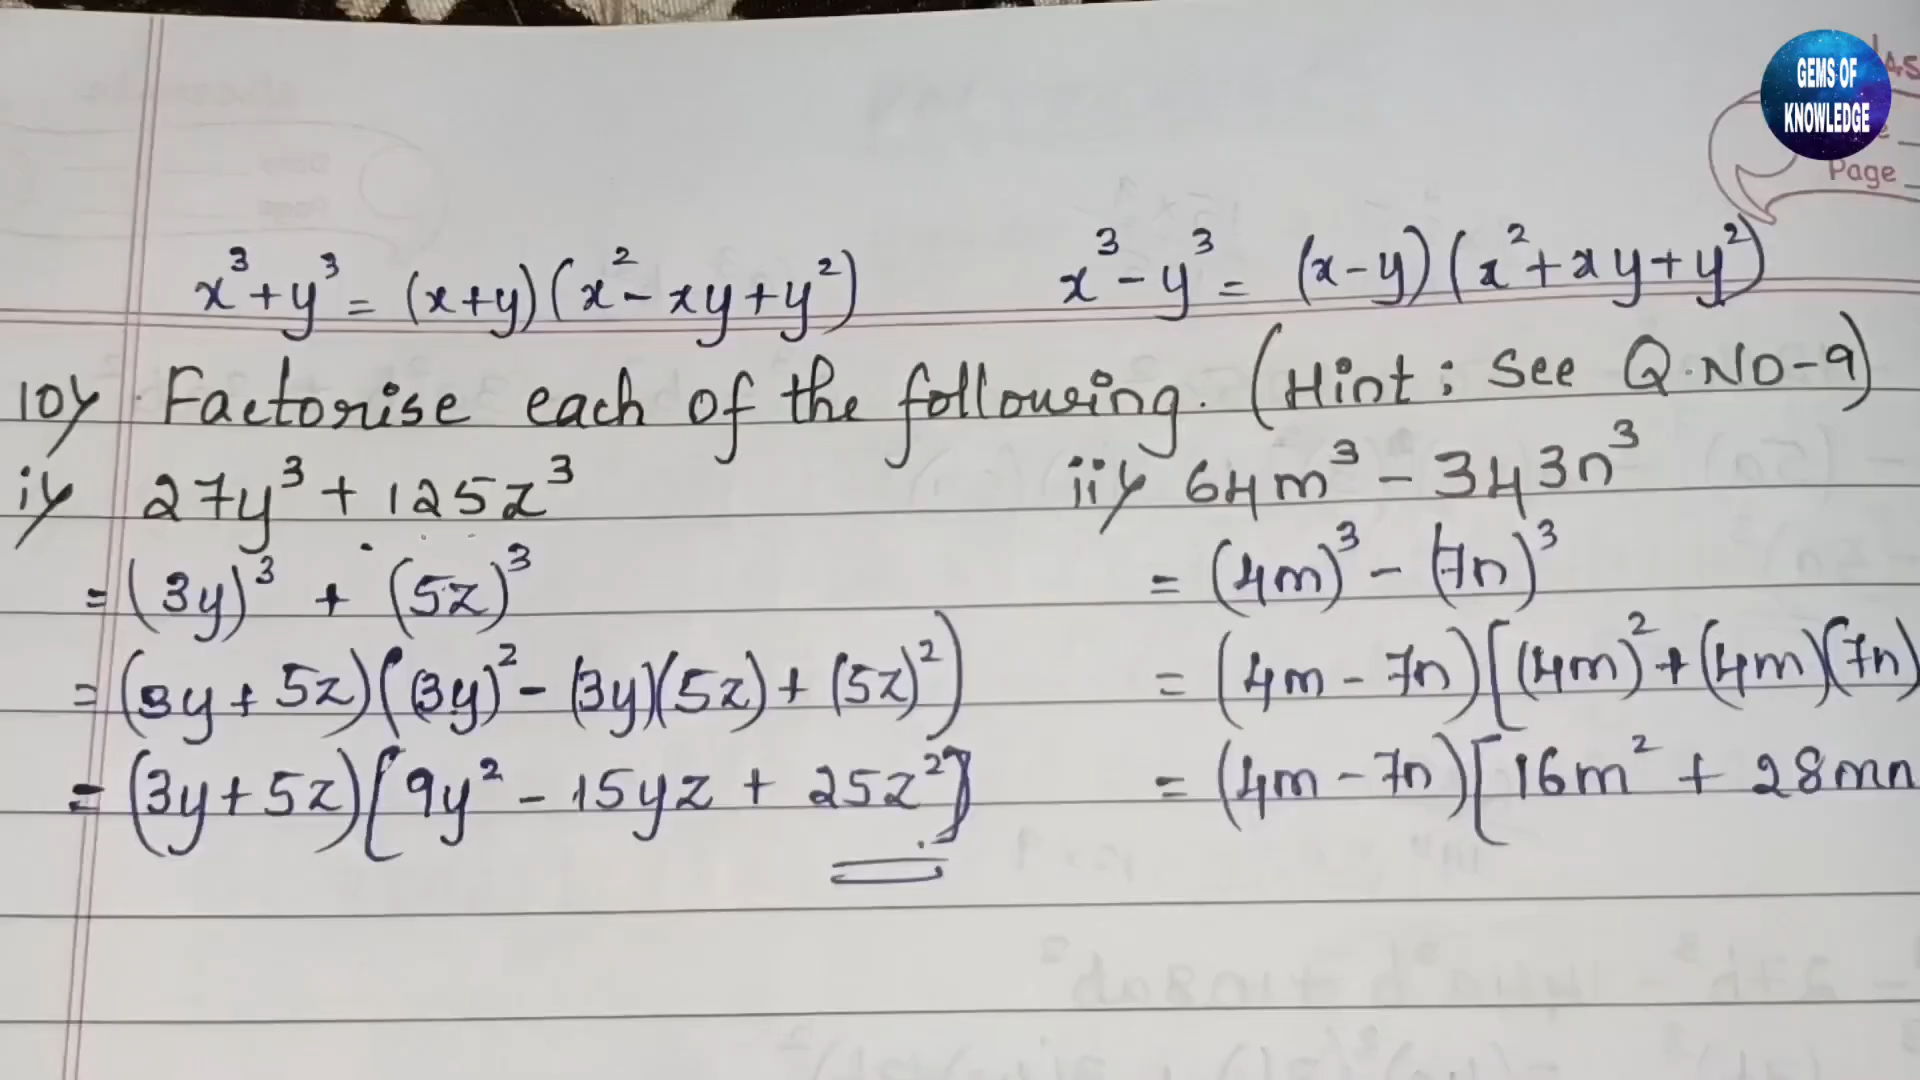 GEMS OF
KNOWLEDGE
Page
x³+y³ = (x+y)(x²-xy+y²)
x³-y³ = (x-y)(x²+xy+y²)
10) Factorise each of the following. (Hint: See Q.NO-9)
i) 27y³ + 125z³
= (3y)³ + (5z)³
= (3y+5z)((3y)²-(3y)(5z)+(5z)²)
= (3y+5z)[9y²-15yz+25z²]
ii) 64m³ - 343n³
= (4m)³ - (7n)³
= (4m-7n)[(4m)²+(4m)(7n)
= (4m-7n)[16m² + 28mn